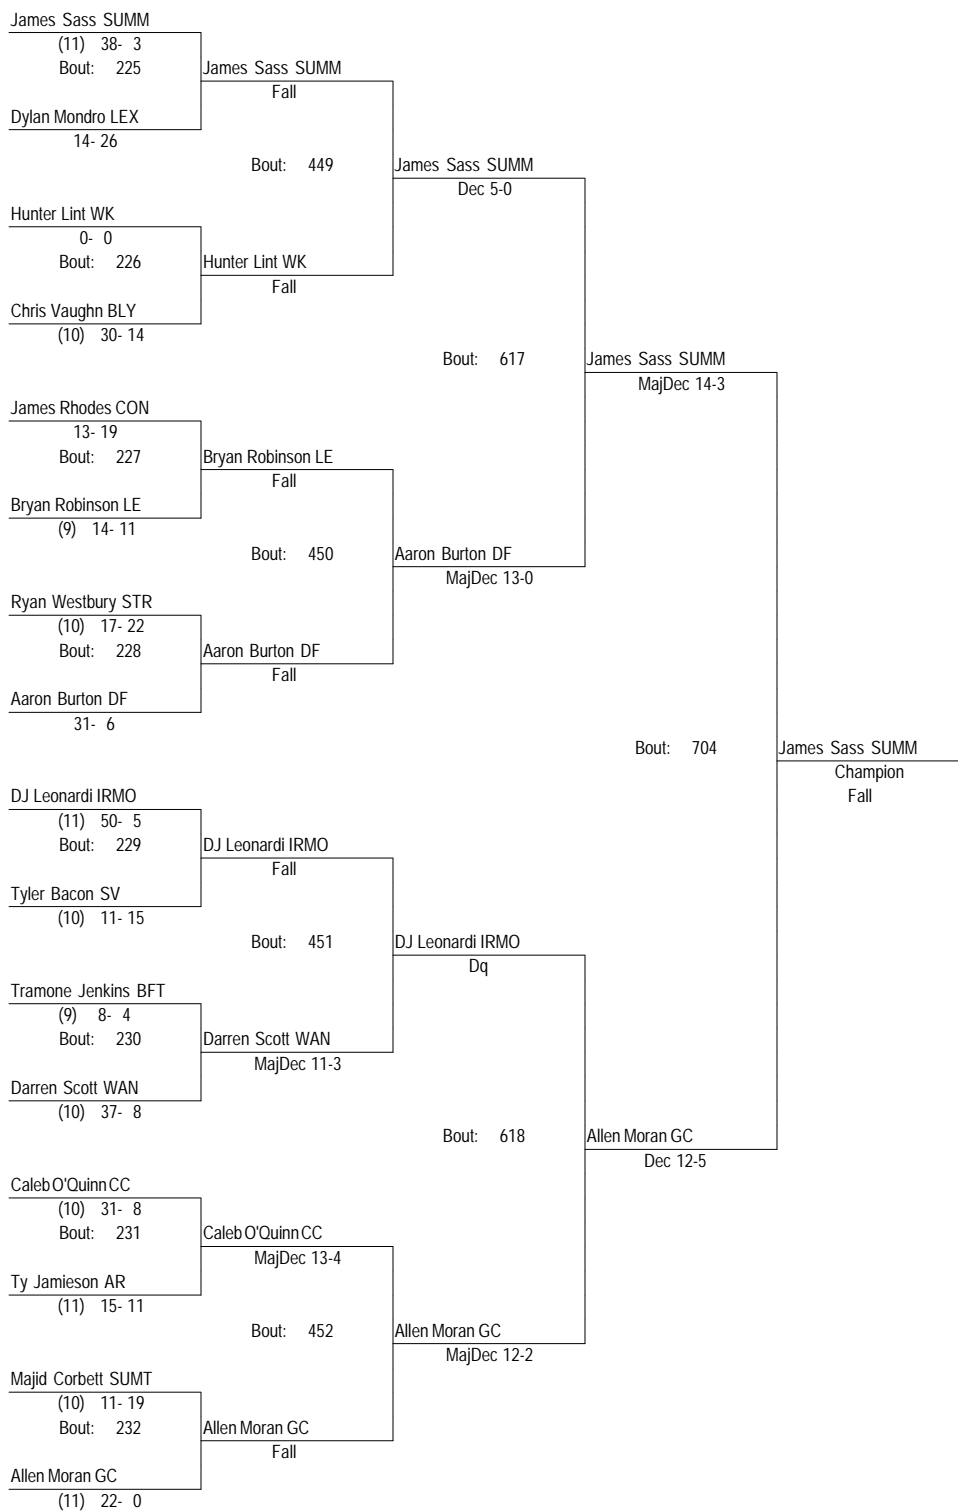 James Sass SUMM
(11) 38- 3
Bout: 225
James Sass SUMM
Fall
Dylan Mondro LEX
14- 26
Bout: 449
James Sass SUMM
Dec 5-0
Hunter Lint WK
0- 0
Bout: 226
Hunter Lint WK
Fall
Chris Vaughn BLY
(10) 30- 14
Bout: 617
James Sass SUMM
MajDec 14-3
James Rhodes CON
13- 19
Bout: 227
Bryan Robinson LE
Fall
Bryan Robinson LE
(9) 14- 11
Bout: 450
Aaron Burton DF
MajDec 13-0
Ryan Westbury STR
(10) 17- 22
Bout: 228
Aaron Burton DF
Fall
Aaron Burton DF
31- 6
Bout: 704
James Sass SUMM
Champion
Fall
DJ Leonardi IRMO
(11) 50- 5
Bout: 229
DJ Leonardi IRMO
Fall
Tyler Bacon SV
(10) 11- 15
Bout: 451
DJ Leonardi IRMO
Dq
Tramone Jenkins BFT
(9) 8- 4
Bout: 230
Darren Scott WAN
MajDec 11-3
Darren Scott WAN
(10) 37- 8
Bout: 618
Allen Moran GC
Dec 12-5
Caleb O'Quinn CC
(10) 31- 8
Bout: 231
Caleb O'Quinn CC
MajDec 13-4
Ty Jamieson AR
(11) 15- 11
Bout: 452
Allen Moran GC
MajDec 12-2
Majid Corbett SUMT
(10) 11- 19
Bout: 232
Allen Moran GC
Fall
Allen Moran GC
(11) 22- 0